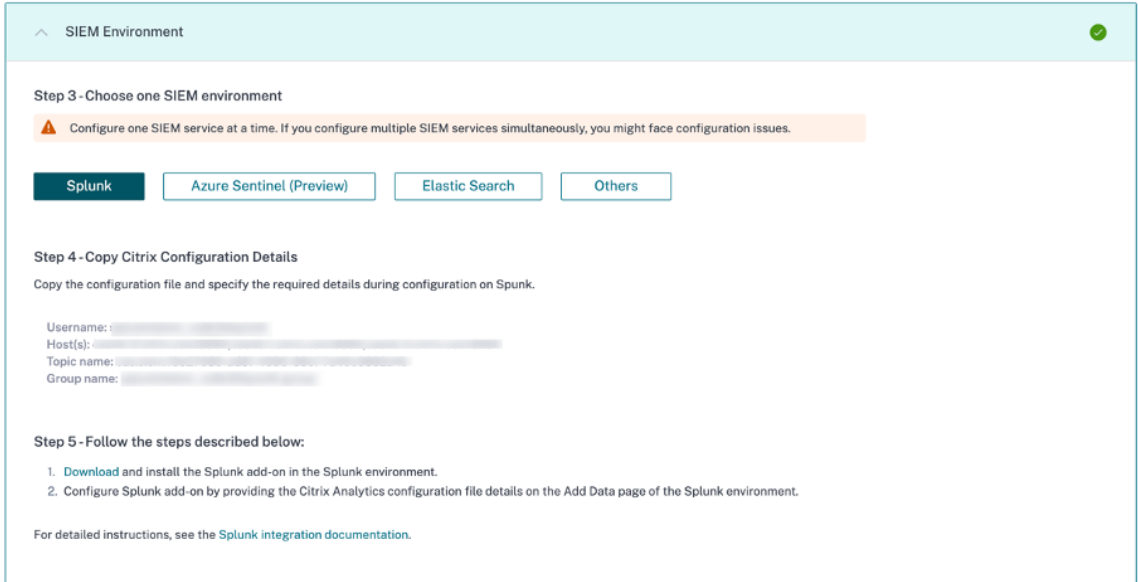 SIEM Environment
Step 3 - Choose one SIEM environment
Configure one SIEM service at a time. If you configure multiple SIEM services simultaneously, you might face configuration issues.
Splunk Azure Sentinel (Preview) Elastic Search Others
Step 4 - Copy Citrix Configuration Details
Copy the configuration file and specify the required details during configuration on Spunk.
Username:
Host(s):
Topic name:
Group name:
Step 5 - Follow the steps described below:
1. Download and install the Splunk add-on in the Splunk environment.
2. Configure Splunk add-on by providing the Citrix Analytics configuration file details on the Add Data page of the Splunk environment.
For detailed instructions, see the Splunk integration documentation.